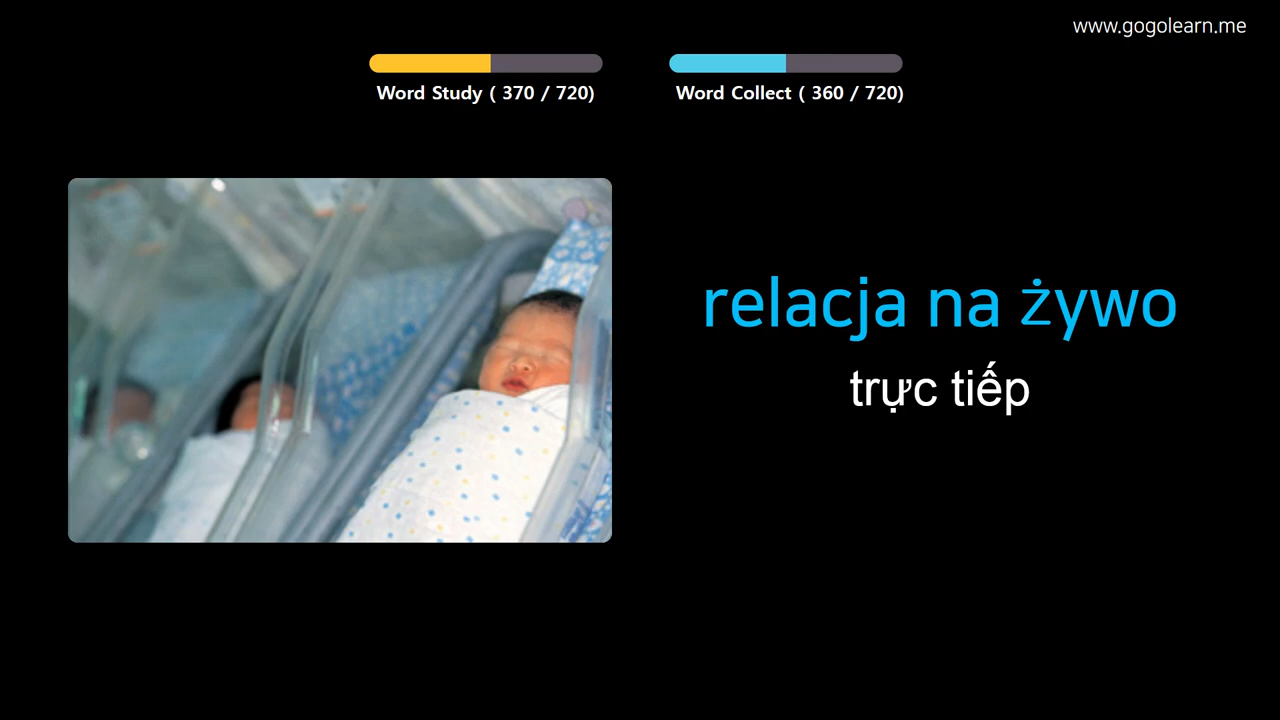 www.gogolearn.me
Word Study ( 370 / 720)
Word Collect ( 360 / 720)
relacja na żywo
trực tiếp